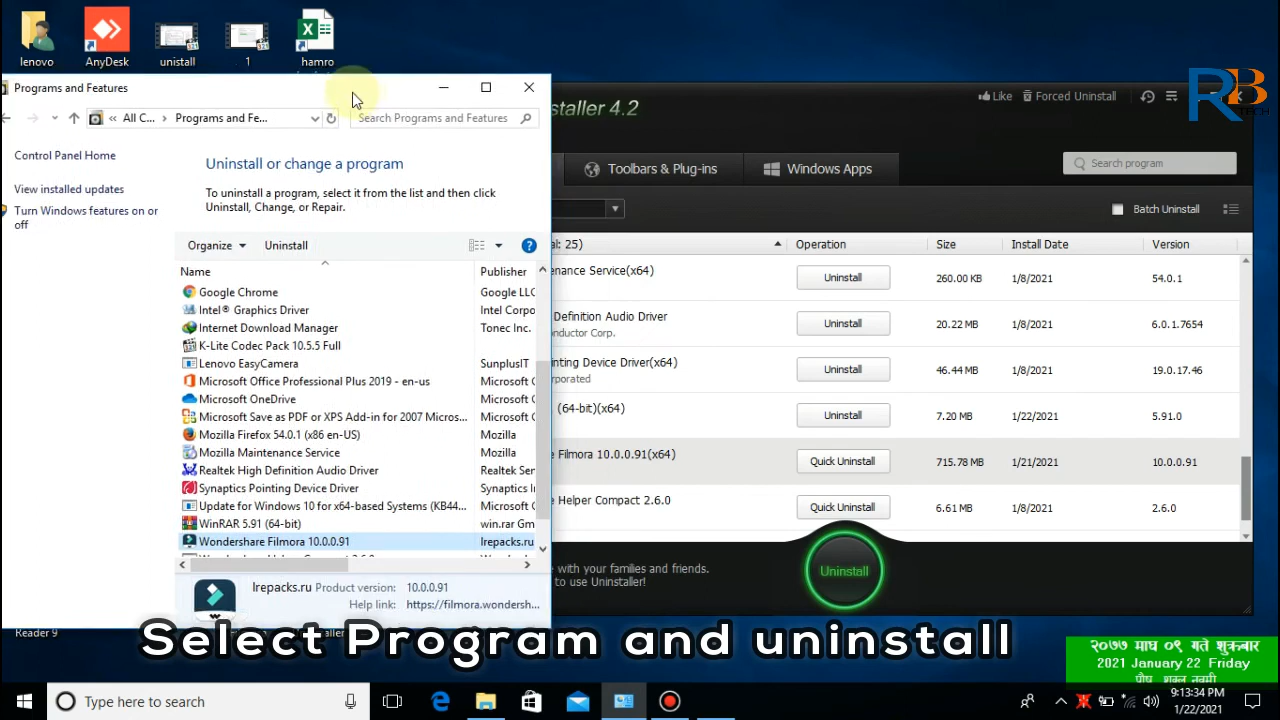 lenovo
AnyDesk
unistall
1
hamro
Programs and Features
All C...
Programs and Fe...
Search Programs and Features
Control Panel Home
View installed updates
Turn Windows features on or
off
Uninstall or change a program
To uninstall a program, select it from the list and then click
Uninstall, Change, or Repair.
Organize
Uninstall
Name
Publisher
Google Chrome
Google LLC
Intel® Graphics Driver
Intel Corpo
Internet Download Manager
Tonec Inc.
K-Lite Codec Pack 10.5.5 Full
Lenovo EasyCamera
SunplusIT
Microsoft Office Professional Plus 2019 - en-us
Microsoft C
Microsoft OneDrive
Microsoft C
Microsoft Save as PDF or XPS Add-in for 2007 Micros...
Microsoft C
Mozilla Firefox 54.0.1 (x86 en-US)
Mozilla
Mozilla Maintenance Service
Mozilla
Realtek High Definition Audio Driver
Realtek Ser
Synaptics Pointing Device Driver
Synaptics I
Update for Windows 10 for x64-based Systems (KB44...
Microsoft C
WinRAR 5.91 (64-bit)
win.rar Gm
Wondershare Filmora 10.0.0.91
lrepacks.ru
lrepacks.ru Product version: 10.0.0.91
Help link: https://filmora.wondersh...
nstaller 4.2
Like
Forced Uninstall
RB
TECH
Toolbars & Plug-ins
Windows Apps
Search program
Batch Uninstall
al: 25)
Operation
Size
Install Date
Version
enance Service(x64)
Uninstall
260.00 KB
1/8/2021
54.0.1
Definition Audio Driver
nductor Corp.
Uninstall
20.22 MB
1/8/2021
6.0.1.7654
inting Device Driver(x64)
orporated
Uninstall
46.44 MB
1/8/2021
19.0.17.46
(64-bit)(x64)
Uninstall
7.20 MB
1/22/2021
5.91.0
e Filmora 10.0.0.91(x64)
Quick Uninstall
715.78 MB
1/21/2021
10.0.0.91
e Helper Compact 2.6.0
Quick Uninstall
6.61 MB
1/8/2021
2.6.0
e with your families and friends.
to use Uninstaller!
Uninstall
Reader 9
Select Program and uninstall
२०७७ माघ ०९ गते शुक्रबार
2021 January 22 Friday
पौष शुक्ल नवमी
Type here to search
9:13:34 PM
1/22/2021